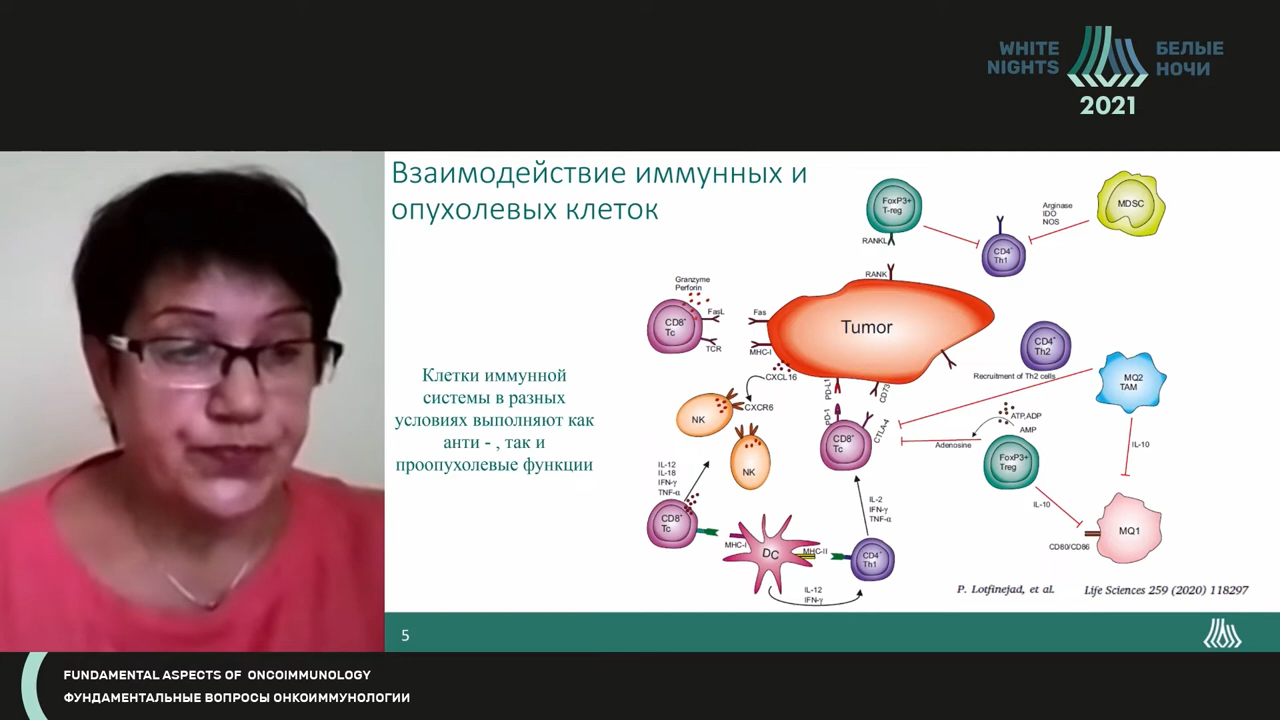 WHITE
NIGHTS
БЕЛЫЕ
НОЧИ
2021
Взаимодействие иммунных и
опухолевых клеток
Клетки иммунной
системы в разных
условиях выполняют как
анти - , так и
проопухолевые функции
FoxP3+
T-reg
RANKL
RANK
CD4+
Th1
Arginase
IDO
NOS
MDSC
Granzyme
Perforin
FasL
CD8+
Tc
TCR
Fas
MHC-I
Tumor
CD4+
Th2
Recruitment of Th2 cells
MQ2
TAM
CXCL16
CXCR6
NK
NK
PD-L1
PD-1
CD73
CTLA-4
CD8+
Tc
ATP,ADP
AMP
Adenosine
FoxP3+
Treg
IL-10
IL-10
MQ1
CD80/CD86
IL-12
IL-18
IFN-γ
TNF-α
CD8+
Tc
MHC-I
DC
MHC-II
CD4+
Th1
IL-2
IFN-γ
TNF-α
IL-12
IFN-γ
P. Lotfinejad, et al.
Life Sciences 259 (2020) 118297
5
FUNDAMENTAL ASPECTS OF ONCOIMMUNOLOGY
ФУНДАМЕНТАЛЬНЫЕ ВОПРОСЫ ОНКОИММУНОЛОГИИ